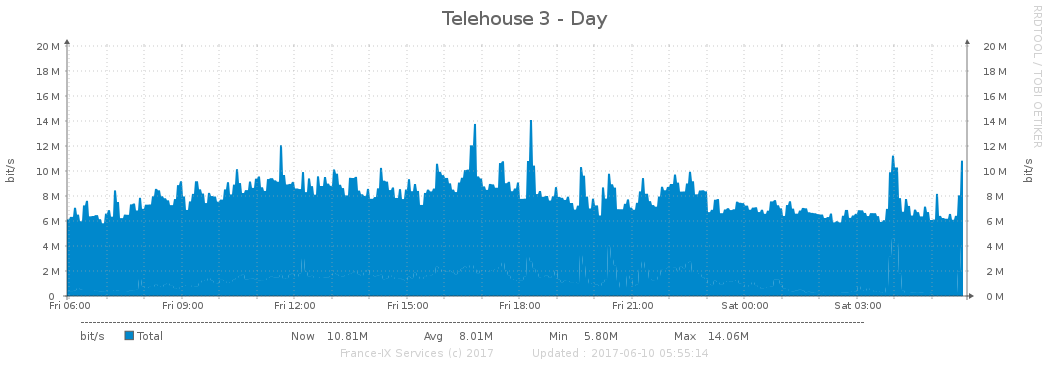 Telehouse 3 - Day
RRDTOOL / TOBI OETIKER
bit/s
20 M 20 M
18 M 18 M
16 M 16 M
14 M 14 M
12 M 12 M
10 M 10 M
8 M 8 M
6 M 6 M
4 M 4 M
2 M 2 M
0 0 M
bit/s
Fri 06:00 Fri 09:00 Fri 12:00 Fri 15:00 Fri 18:00 Fri 21:00 Sat 00:00 Sat 03:00
bit/s Total Now 10.81M Avg 8.01M Min 5.80M Max 14.06M
France-IX Services (c) 2017 Updated : 2017-06-10 05:55:14